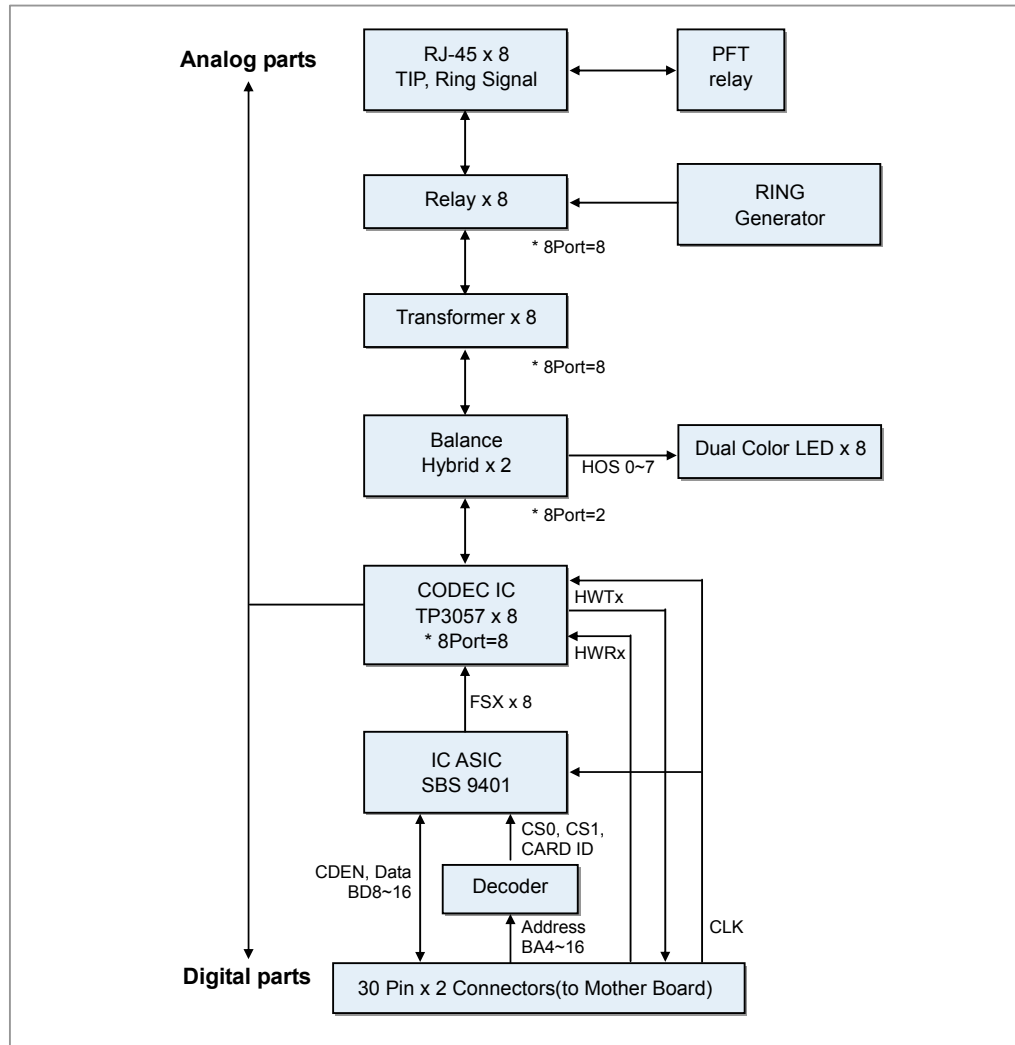 Analog parts
RJ-45 x 8
TIP, Ring Signal
PFT
relay
Relay x 8
RING
Generator
* 8Port=8
Transformer x 8
* 8Port=8
Balance
Hybrid x 2
HOS 0~7
Dual Color LED x 8
* 8Port=2
CODEC IC
TP3057 x 8
* 8Port=8
HWTx
HWRx
FSX x 8
IC ASIC
SBS 9401
CS0, CS1,
CARD ID
CDEN, Data
BD8~16
Decoder
Address
BA4~16
CLK
Digital parts
30 Pin x 2 Connectors(to Mother Board)